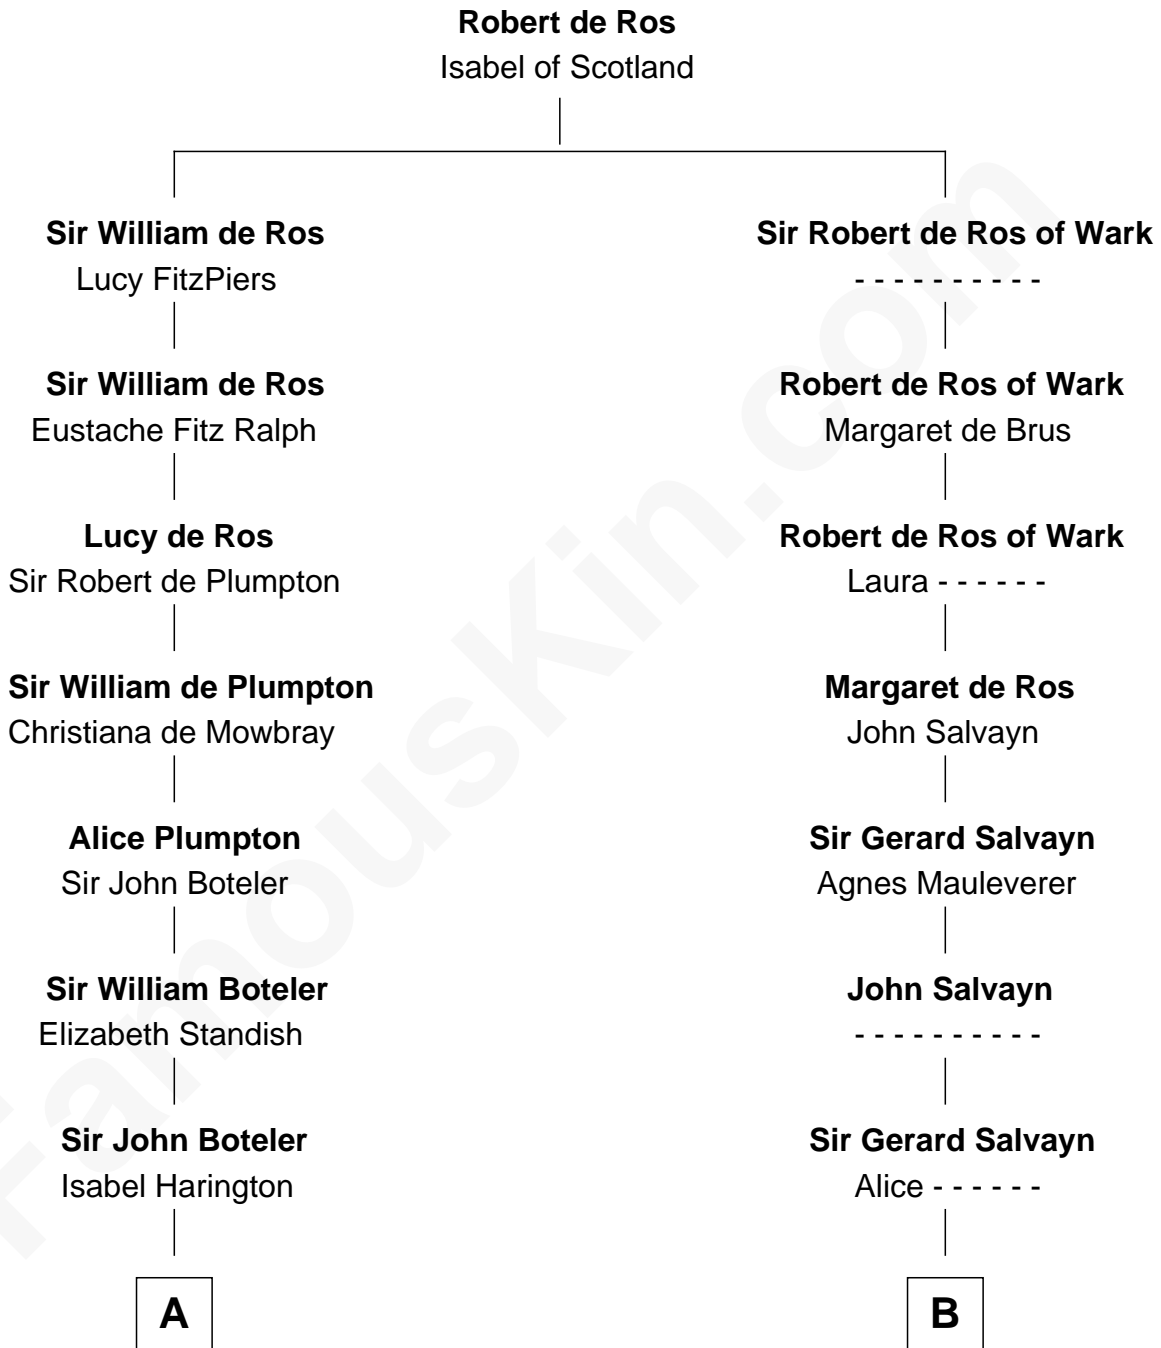 Robert de Ros
Isabel of Scotland
Sir William de Ros
Lucy FitzPiers
Sir Robert de Ros of Wark
- - - - - - - - - -
Sir William de Ros
Eustache Fitz Ralph
Robert de Ros of Wark
Margaret de Brus
Lucy de Ros
Sir Robert de Plumpton
Robert de Ros of Wark
Laura - - - - - -
Sir William de Plumpton
Christiana de Mowbray
Margaret de Ros
John Salvayn
Alice Plumpton
Sir John Boteler
Sir Gerard Salvayn
Agnes Mauleverer
Sir William Boteler
Elizabeth Standish
John Salvayn
- - - - - - - - - -
Sir John Boteler
Isabel Harington
Sir Gerard Salvayn
Alice - - - - - -
A
B
FamousKin.com